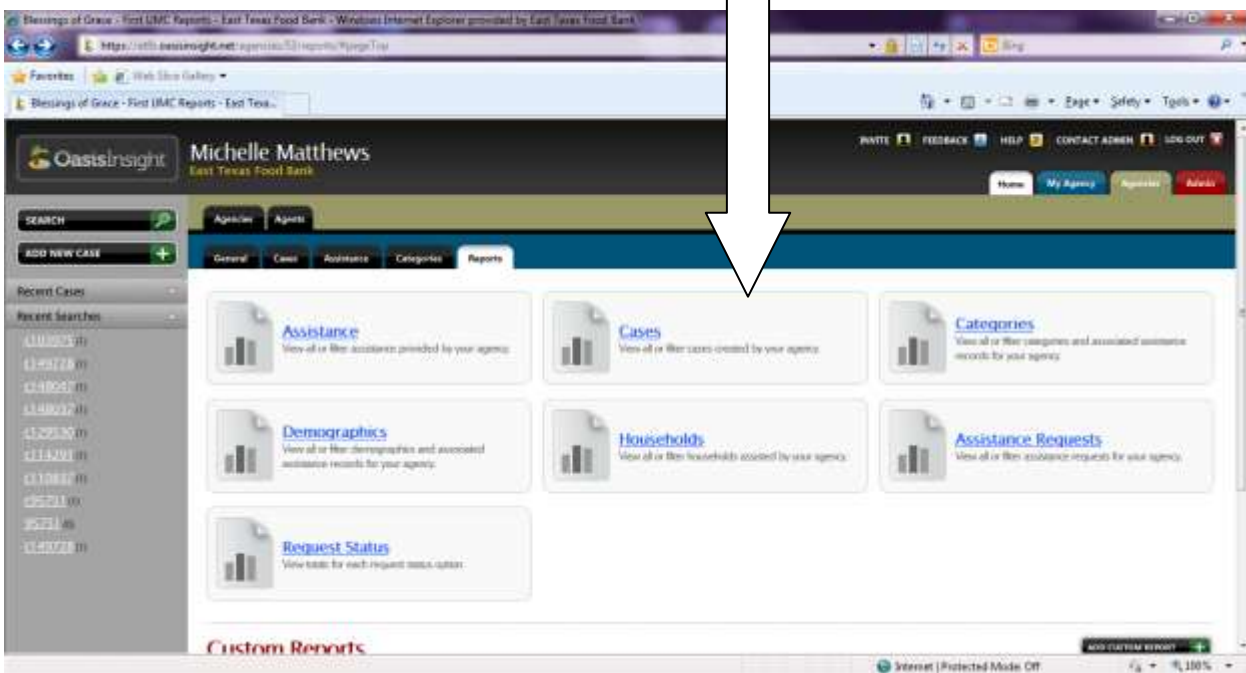 Blessings of Grace - First UMC Reports - East Texas Food Bank - Windows Internet Explorer provided by East Texas Food Bank
Bing
Favorites Web Slice Gallery
Blessings of Grace - First UMC Reports - East Texa...
Page Safety Tools
OasisInsight
Michelle Matthews
East Texas Food Bank
INVITE FEEDBACK HELP CONTACT ADMIN LOG OUT
Home My Agency Agencies Admin
SEARCH
Agencies Agents
ADD NEW CASE
General Cases Assistance Categories Reports
Recent Cases
Recent Searches
Assistance
View all or filter assistance provided by your agency.
Cases
View all or filter cases created by your agency.
Categories
View all or filter categories and associated assistance
records for your agency.
Demographics
View all or filter demographics and associated
assistance records for your agency.
Households
View all or filter households assisted by your agency.
Assistance Requests
View all or filter assistance requests for your agency.
Request Status
View totals for each request status option.
Custom Reports
ADD CUSTOM REPORT
Internet | Protected Mode: Off
100%